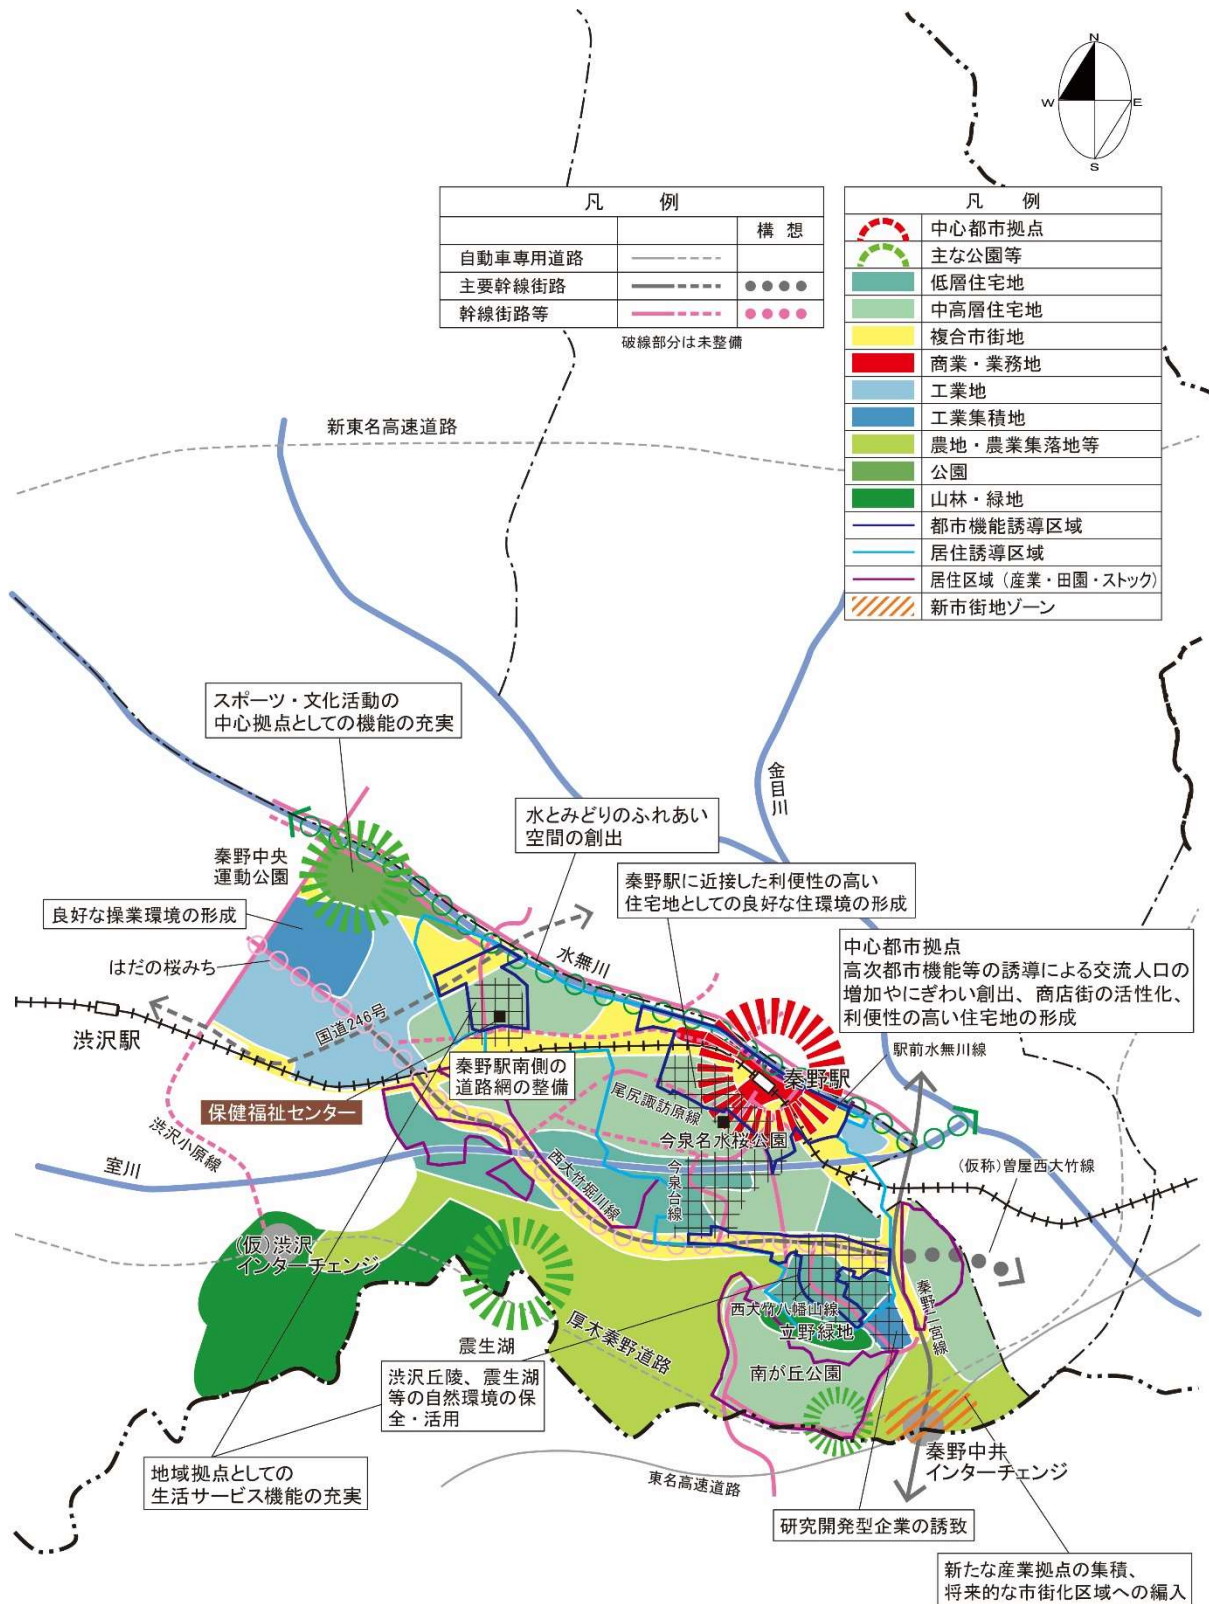 N
W
E
S
凡 例
構 想
自動車専用道路
主要幹線街路
幹線街路等
破線部分は未整備
凡 例
中心都市拠点
主な公園等
低層住宅地
中高層住宅地
複合市街地
商業・業務地
工業地
工業集積地
農地・農業集落地等
公園
山林・緑地
都市機能誘導区域
居住誘導区域
居住区域（産業・田園・ストック）
新市街地ゾーン
新東名高速道路
スポーツ・文化活動の
中心拠点としての機能の充実
金目川
水とみどりのふれあい
空間の創出
秦野中央
運動公園
秦野駅に近接した利便性の高い
住宅地としての良好な住環境の形成
良好な操業環境の形成
はだの桜みち
水無川
中心都市拠点
高次都市機能等の誘導による交流人口の
増加やにぎわい創出、商店街の活性化、
利便性の高い住宅地の形成
国道246号
渋沢駅
駅前水無川線
秦野駅南側の
道路網の整備
秦野駅
尾尻諏訪原線
保健福祉センター
今泉名水桜公園
渋沢小原線
室川
西大竹堀川線
今泉台線
(仮称)曽屋西大竹線
(仮)渋沢
インターチェンジ
震生湖
厚木秦野道路
西大竹八幡山線
立野緑地
秦野二宮線
南が丘公園
渋沢丘陵、震生湖
等の自然環境の保
全・活用
秦野中井
インターチェンジ
地域拠点としての
生活サービス機能の充実
東名高速道路
研究開発型企業の誘致
新たな産業拠点の集積、
将来的な市街化区域への編入